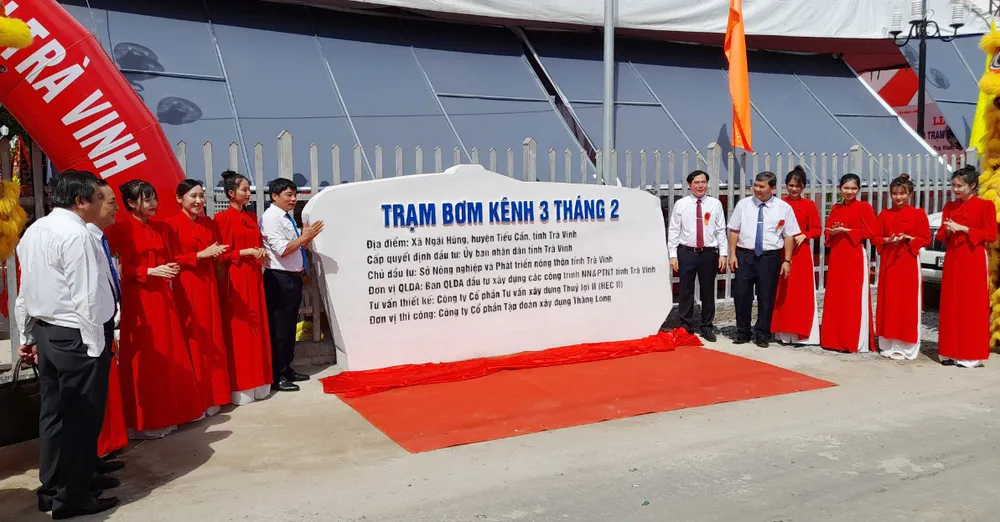 TRÀ VINH
TRẠM BƠM KÊNH 3 THÁNG 2
Địa điểm: Xã Ngãi Hùng, huyện Tiểu Cần, tỉnh Trà Vinh
Cấp quyết định đầu tư: Ủy ban nhân dân tỉnh Trà Vinh
Chủ đầu tư: Sở Nông nghiệp và Phát triển nông thôn tỉnh Trà Vinh
Đơn vị QLDA: Ban QLDA đầu tư xây dựng các công trình NN&PTNT tỉnh Trà Vinh
Tư vấn thiết kế: Công ty Cổ phần Tư vấn xây dựng Thuỷ lợi II (HEC II)
Đơn vị thi công: Công ty Cổ phần Tập đoàn xây dựng Thăng Long